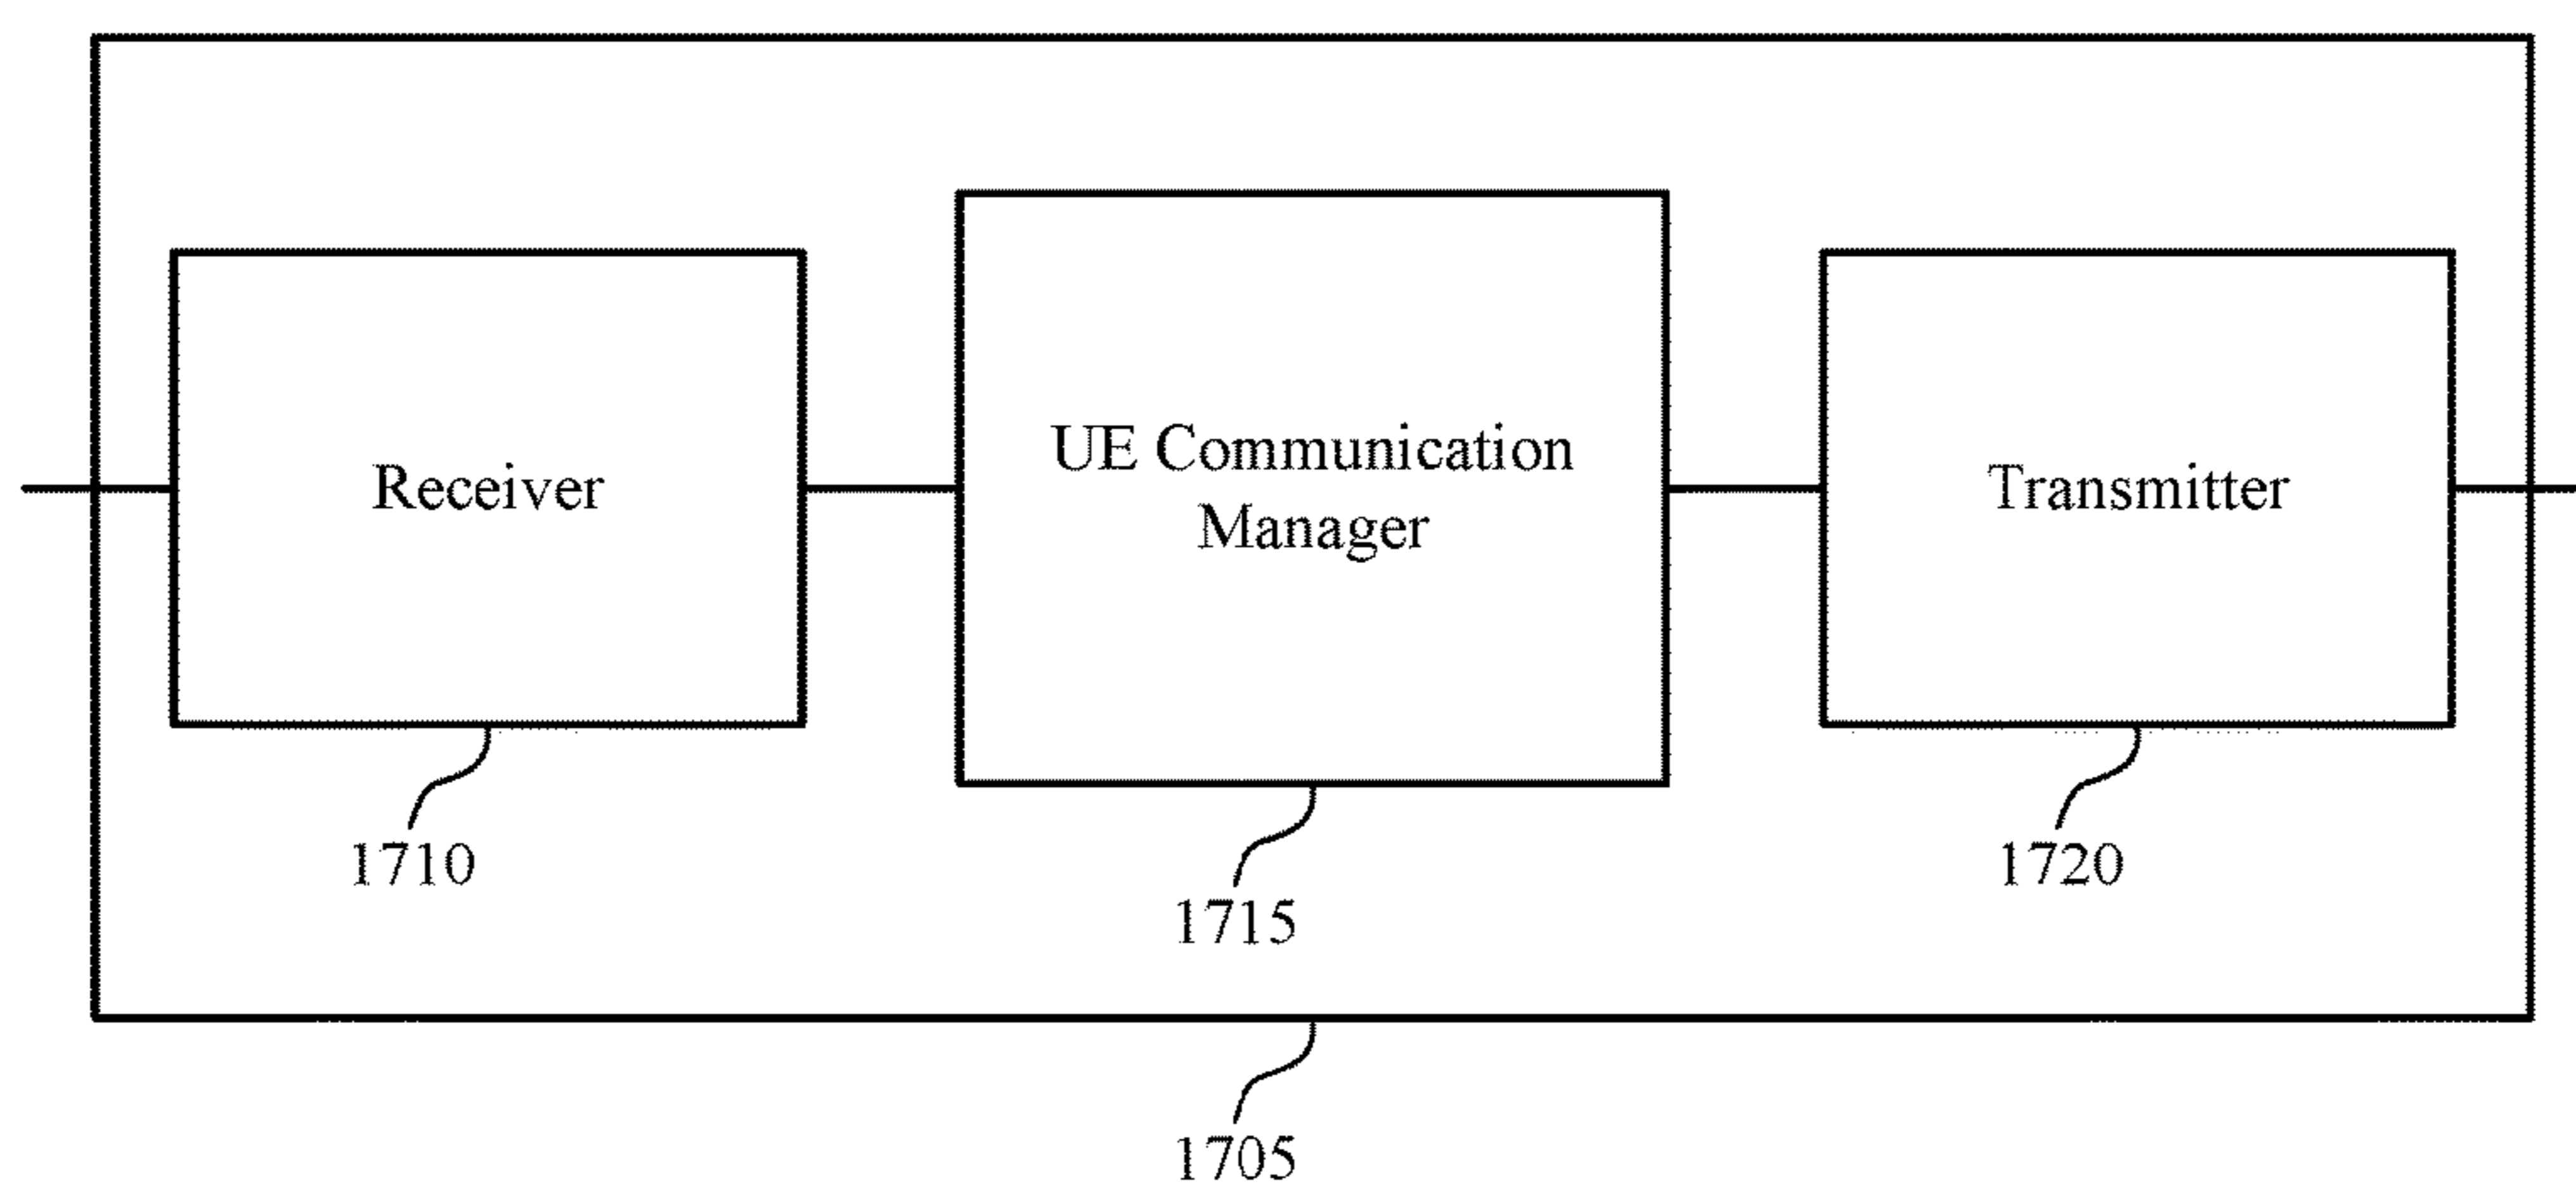 Receiver
UE Communication
Manager
Transmitter
1710
1715
1720
1705